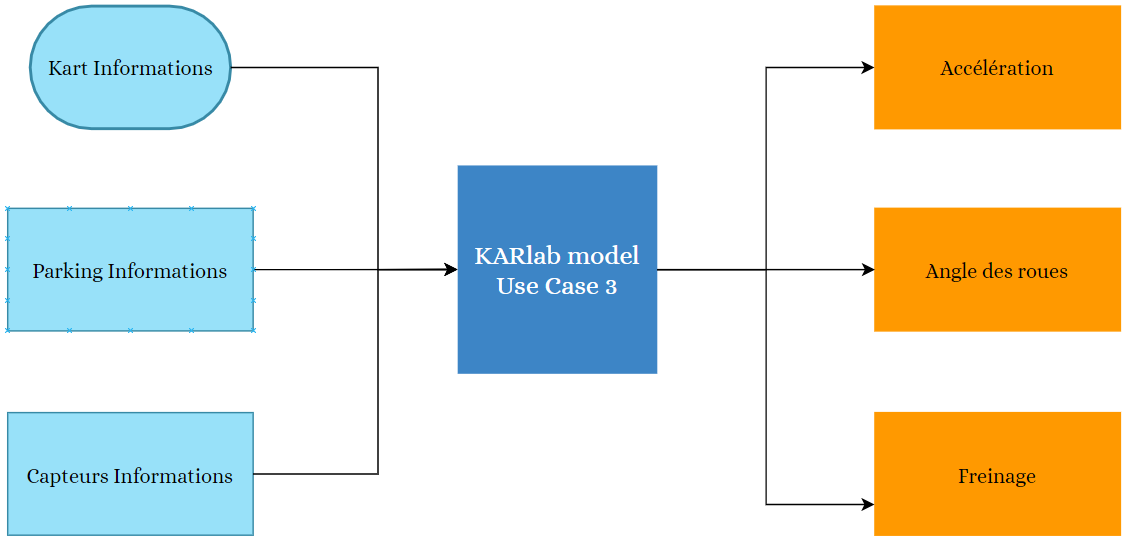 Kart Informations
Accélération
Parking Informations
KARlab model
Use Case 3
Angle des roues
Capteurs Informations
Freinage